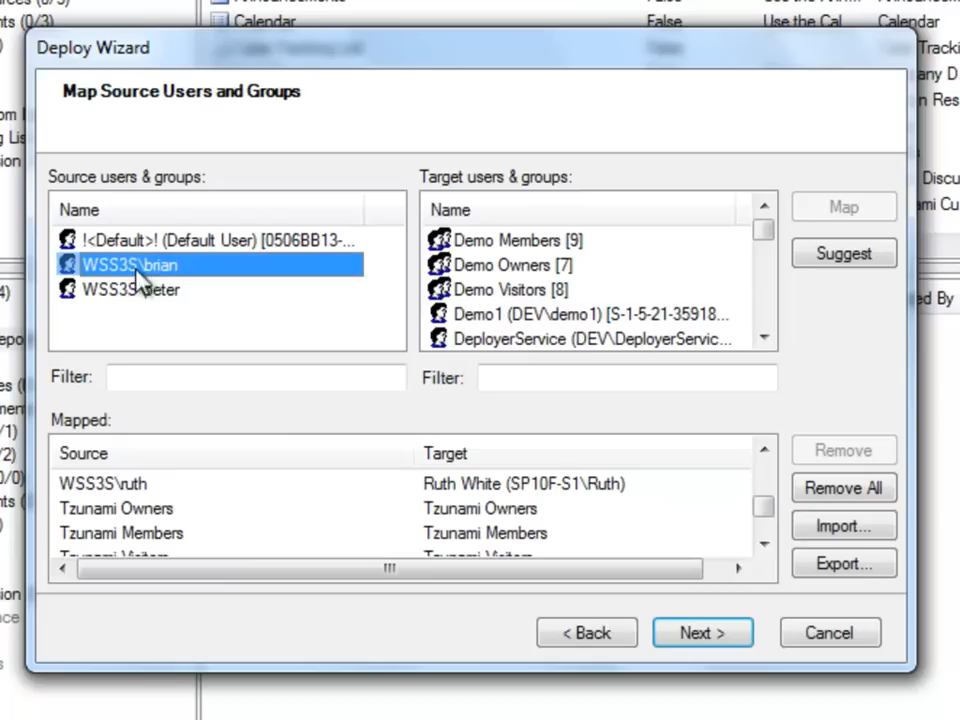 Calendar False Use the Cal... Calendar
Deploy Wizard
Map Source Users and Groups
Source users & groups:
Target users & groups:
Name
Name
!<Default>! (Default User) [0506BB13-...
WSS3S\brian
Demo Members [9]
Demo Owners [7]
Demo Visitors [8]
Demo1 (DEV\demo1) [S-1-5-21-35918...
DeployerService (DEV\DeployerServic...
Map
Suggest
Filter:
Filter:
Mapped:
Source Target
WSS3S\ruth Ruth White (SP10F-S1\Ruth)
Tzunami Owners Tzunami Owners
Tzunami Members Tzunami Members
Tzunami Visitors Tzunami Visitors
Remove
Remove All
Import...
Export...
< Back
Next >
Cancel